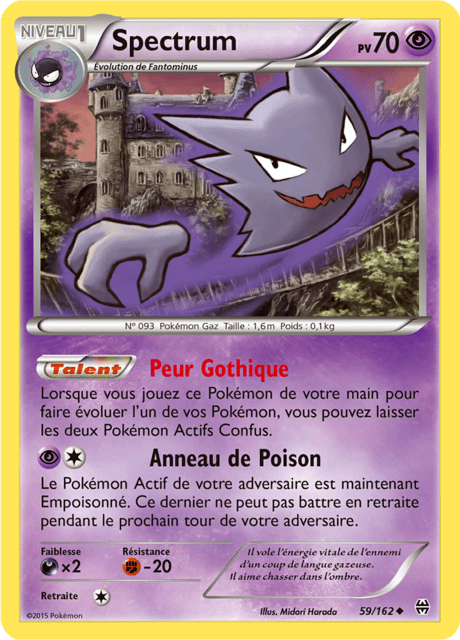 NIVEAU 1
Spectrum
PV70
Évolution de Fantominus
N° 093 Pokémon Gaz Taille : 1,6m Poids : 0,1kg
Talent Peur Gothique
Lorsque vous jouez ce Pokémon de votre main pour
faire évoluer l'un de vos Pokémon, vous pouvez laisser
les deux Pokémon Actifs Confus.
Anneau de Poison
Le Pokémon Actif de votre adversaire est maintenant
Empoisonné. Ce dernier ne peut pas battre en retraite
pendant le prochain tour de votre adversaire.
Faiblesse
×2
Résistance
-20
Retraite
Il vole l'énergie vitale de l'ennemi
d'un coup de langue gazeuse.
Il aime chasser dans l'ombre.
©2015 Pokémon
Illus. Midori Harada
59/162